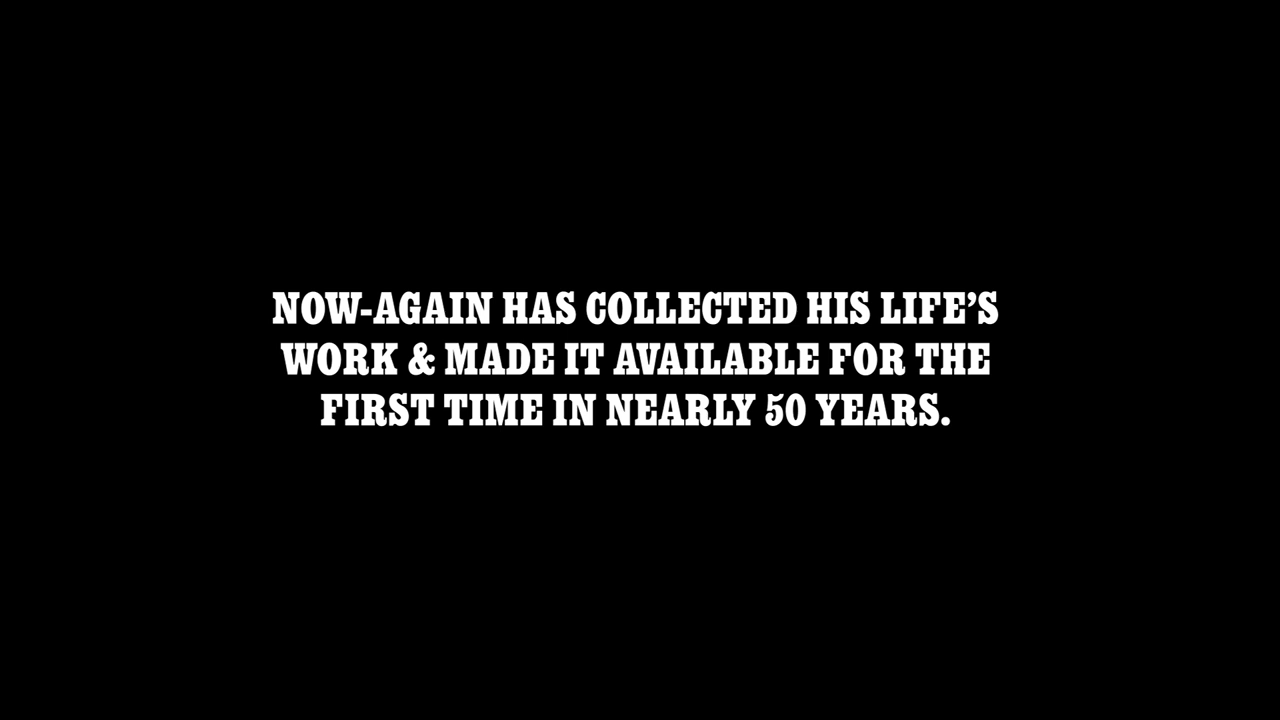 NOW-AGAIN HAS COLLECTED HIS LIFE’S
WORK & MADE IT AVAILABLE FOR THE
FIRST TIME IN NEARLY 50 YEARS.